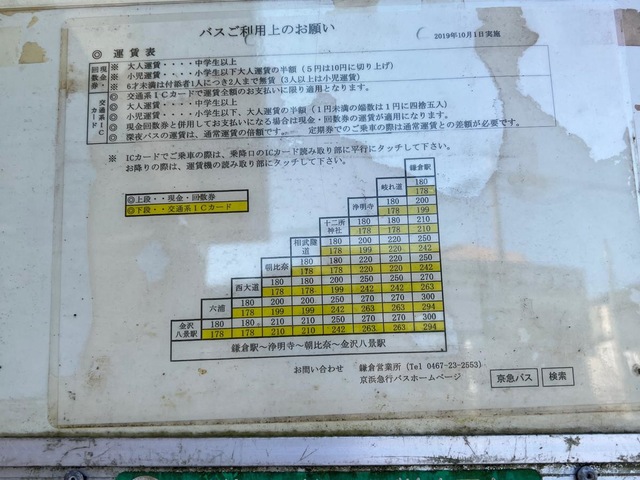 バスご利用上のお願い
2019年10月1日実施
◎ 運賃表
現金・回数券
※ 大人運賃・・・・中学生以上
※ 小児運賃・・・・小学生以下大人運賃の半額(5円は10円に切り上げ)
※ 6才未満は付添者1人につき2人まで無賃(3人以上は小児運賃)
交通系ICカード
※ 交通系ICカードで運賃全額のお支払いに限り適用となります。
※ 大人運賃・・・・中学生以上
※ 小児運賃・・・・小学生以下、大人運賃の半額(1円未満の端数は1円に四捨五入)
※ 現金回数券と併用してお支払いになる場合は現金・回数券の運賃が適用になります。
◎ 深夜バスの運賃は、通常運賃の倍額です。 定期券でのご乗車の際は通常運賃との差額が必要です。
※ ICカードでご乗車の際は、乗降口のICカード読み取り部に平行にタッチして下さい。
お降りの際は、運賃機の読み取り部にタッチして下さい。
◎上段・・現金・回数券
◎下段・・交通系ICカード
鎌倉駅
岐れ道 180
178
浄明寺 180 200
178 199
十二所神社 180 180 210
178 178 210
相武隧道 180 200 220 250
178 199 220 242
朝比奈 180 180 220 220 250
178 178 220 220 242
西大道 180 180 200 250 270 270
178 178 199 242 242 263
六浦 180 180 200 250 270 270 300
178 178 199 242 263 263 294
金沢八景駅 180 180 210 210 250 270 270 300
178 178 210 210 242 263 263 294
鎌倉駅~浄明寺~朝比奈~金沢八景駅
お問い合わせ 鎌倉営業所 (Tel 0467-23-2553)
京浜急行バスホームページ 京急バス 検索